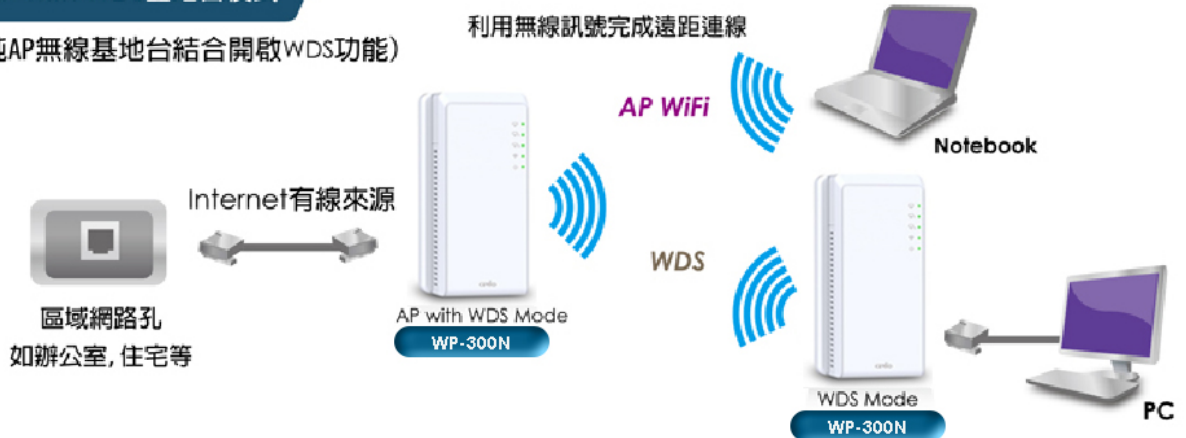 利用無線訊號完成遠距連線
AP無線基地台結合開啟WDS功能)
AP WiFi
Notebook
Internet有線來源
WDS
區域網路孔
如辦公室, 住宅等
AP with WDS Mode
WP-300N
WDS Mode
WP-300N
PC